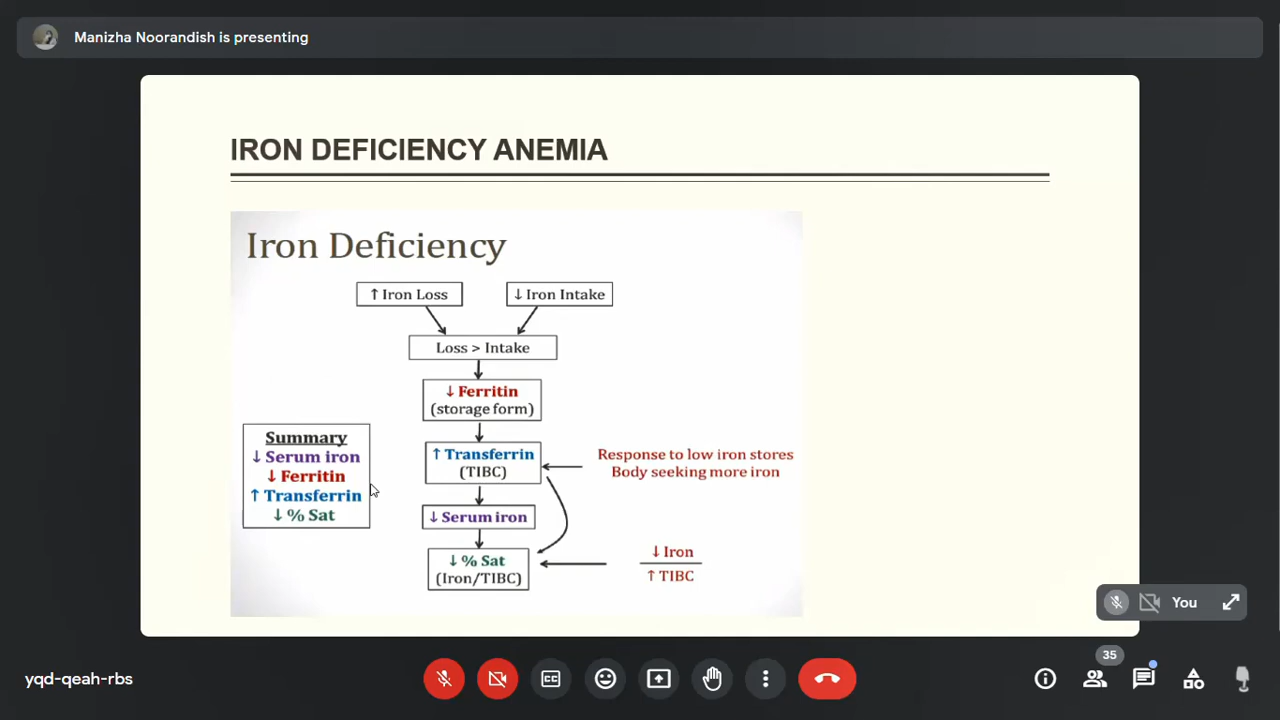 Manizha Noorandish is presenting
IRON DEFICIENCY ANEMIA
Iron Deficiency
↑ Iron Loss
↓ Iron Intake
Loss > Intake
↓ Ferritin
(storage form)
↑ Transferrin
(TIBC)
Response to low iron stores
Body seeking more iron
↓ Serum iron
↓ % Sat
(Iron/TIBC)
↓ Iron
↑ TIBC
Summary
↓ Serum iron
↓ Ferritin
↑ Transferrin
↓ % Sat
You
35
yqd-qeah-rbs
CC